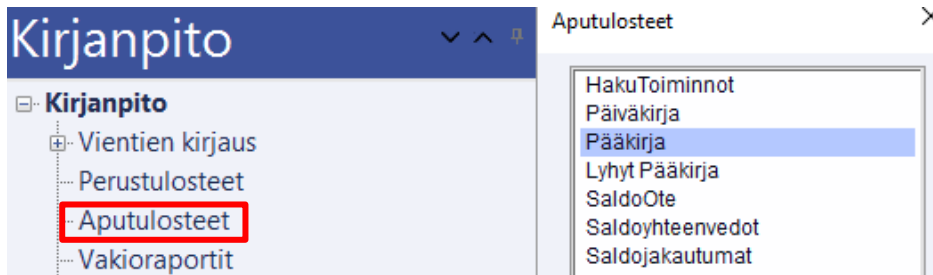 Kirjanpito
Kirjanpito
Vientien kirjaus
Perustulosteet
Aputulosteet
Vakioraportit
Aputulosteet
HakuToiminnot
Päiväkirja
Pääkirja
Lyhyt Pääkirja
SaldoOte
Saldoyhteenvedot
Saldojakautumat